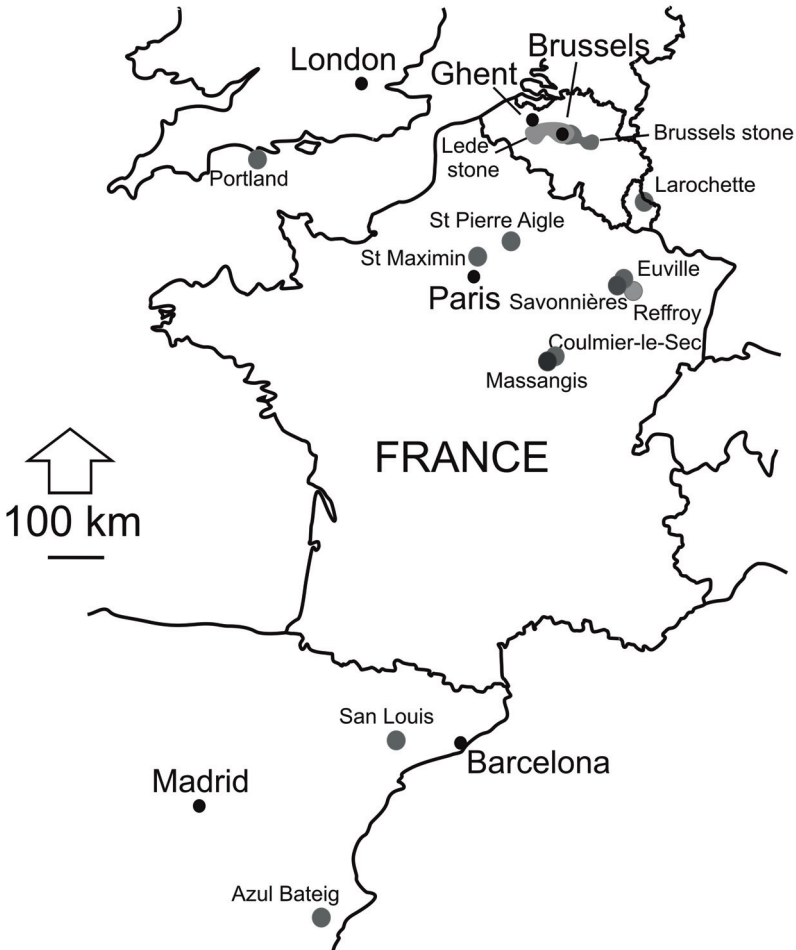 Brussels
London
Ghent
Brussels stone
Lede
stone
Portland
Larochette
St Pierre Aigle
St Maximin
Euville
Paris
Savonnières
Reffroy
Coulmier-le-Sec
Massangis
FRANCE
100 km
San Louis
Barcelona
Madrid
Azul Bateig